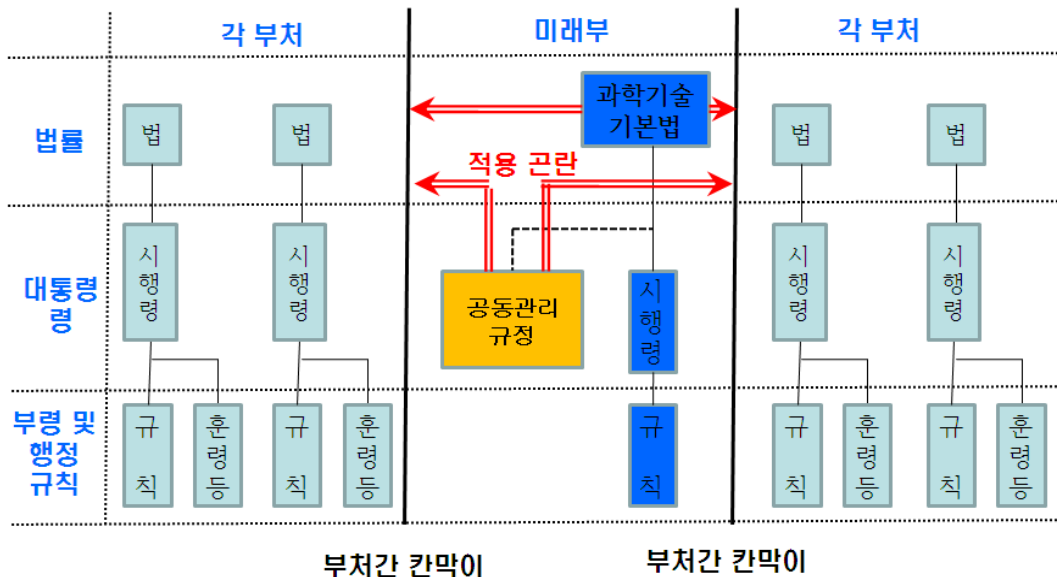 각 부처
미래부
각 부처
법률
법
법
과학기술
기본법
법
법
적용 곤란
대통령
령
시행령
시행령
공동관리
규정
시행령
시행령
시행령
부령 및
행정
규칙
규칙
훈령등
규칙
훈령등
규칙
규칙
훈령등
규칙
훈령등
부처간 칸막이
부처간 칸막이